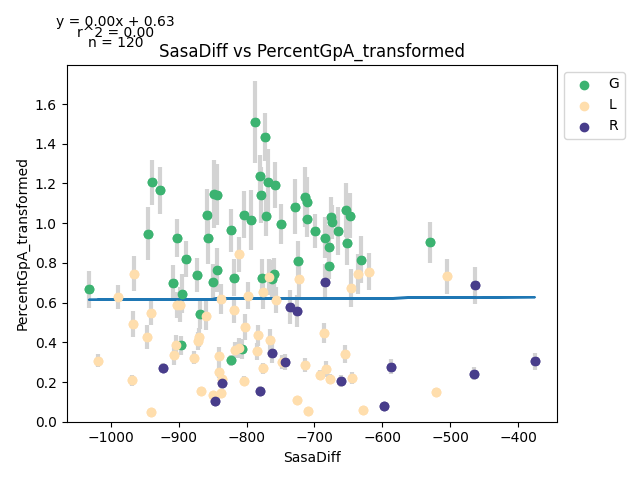 y = 0.00x + 0.63
r^2 = 0.00
n = 120
SasaDiff vs PercentGpA_transformed
G
L
R
PercentGpA_transformed
1.6
1.4
1.2
1.0
0.8
0.6
0.4
0.2
0.0
−1000 −900 −800 −700 −600 −500 −400
SasaDiff